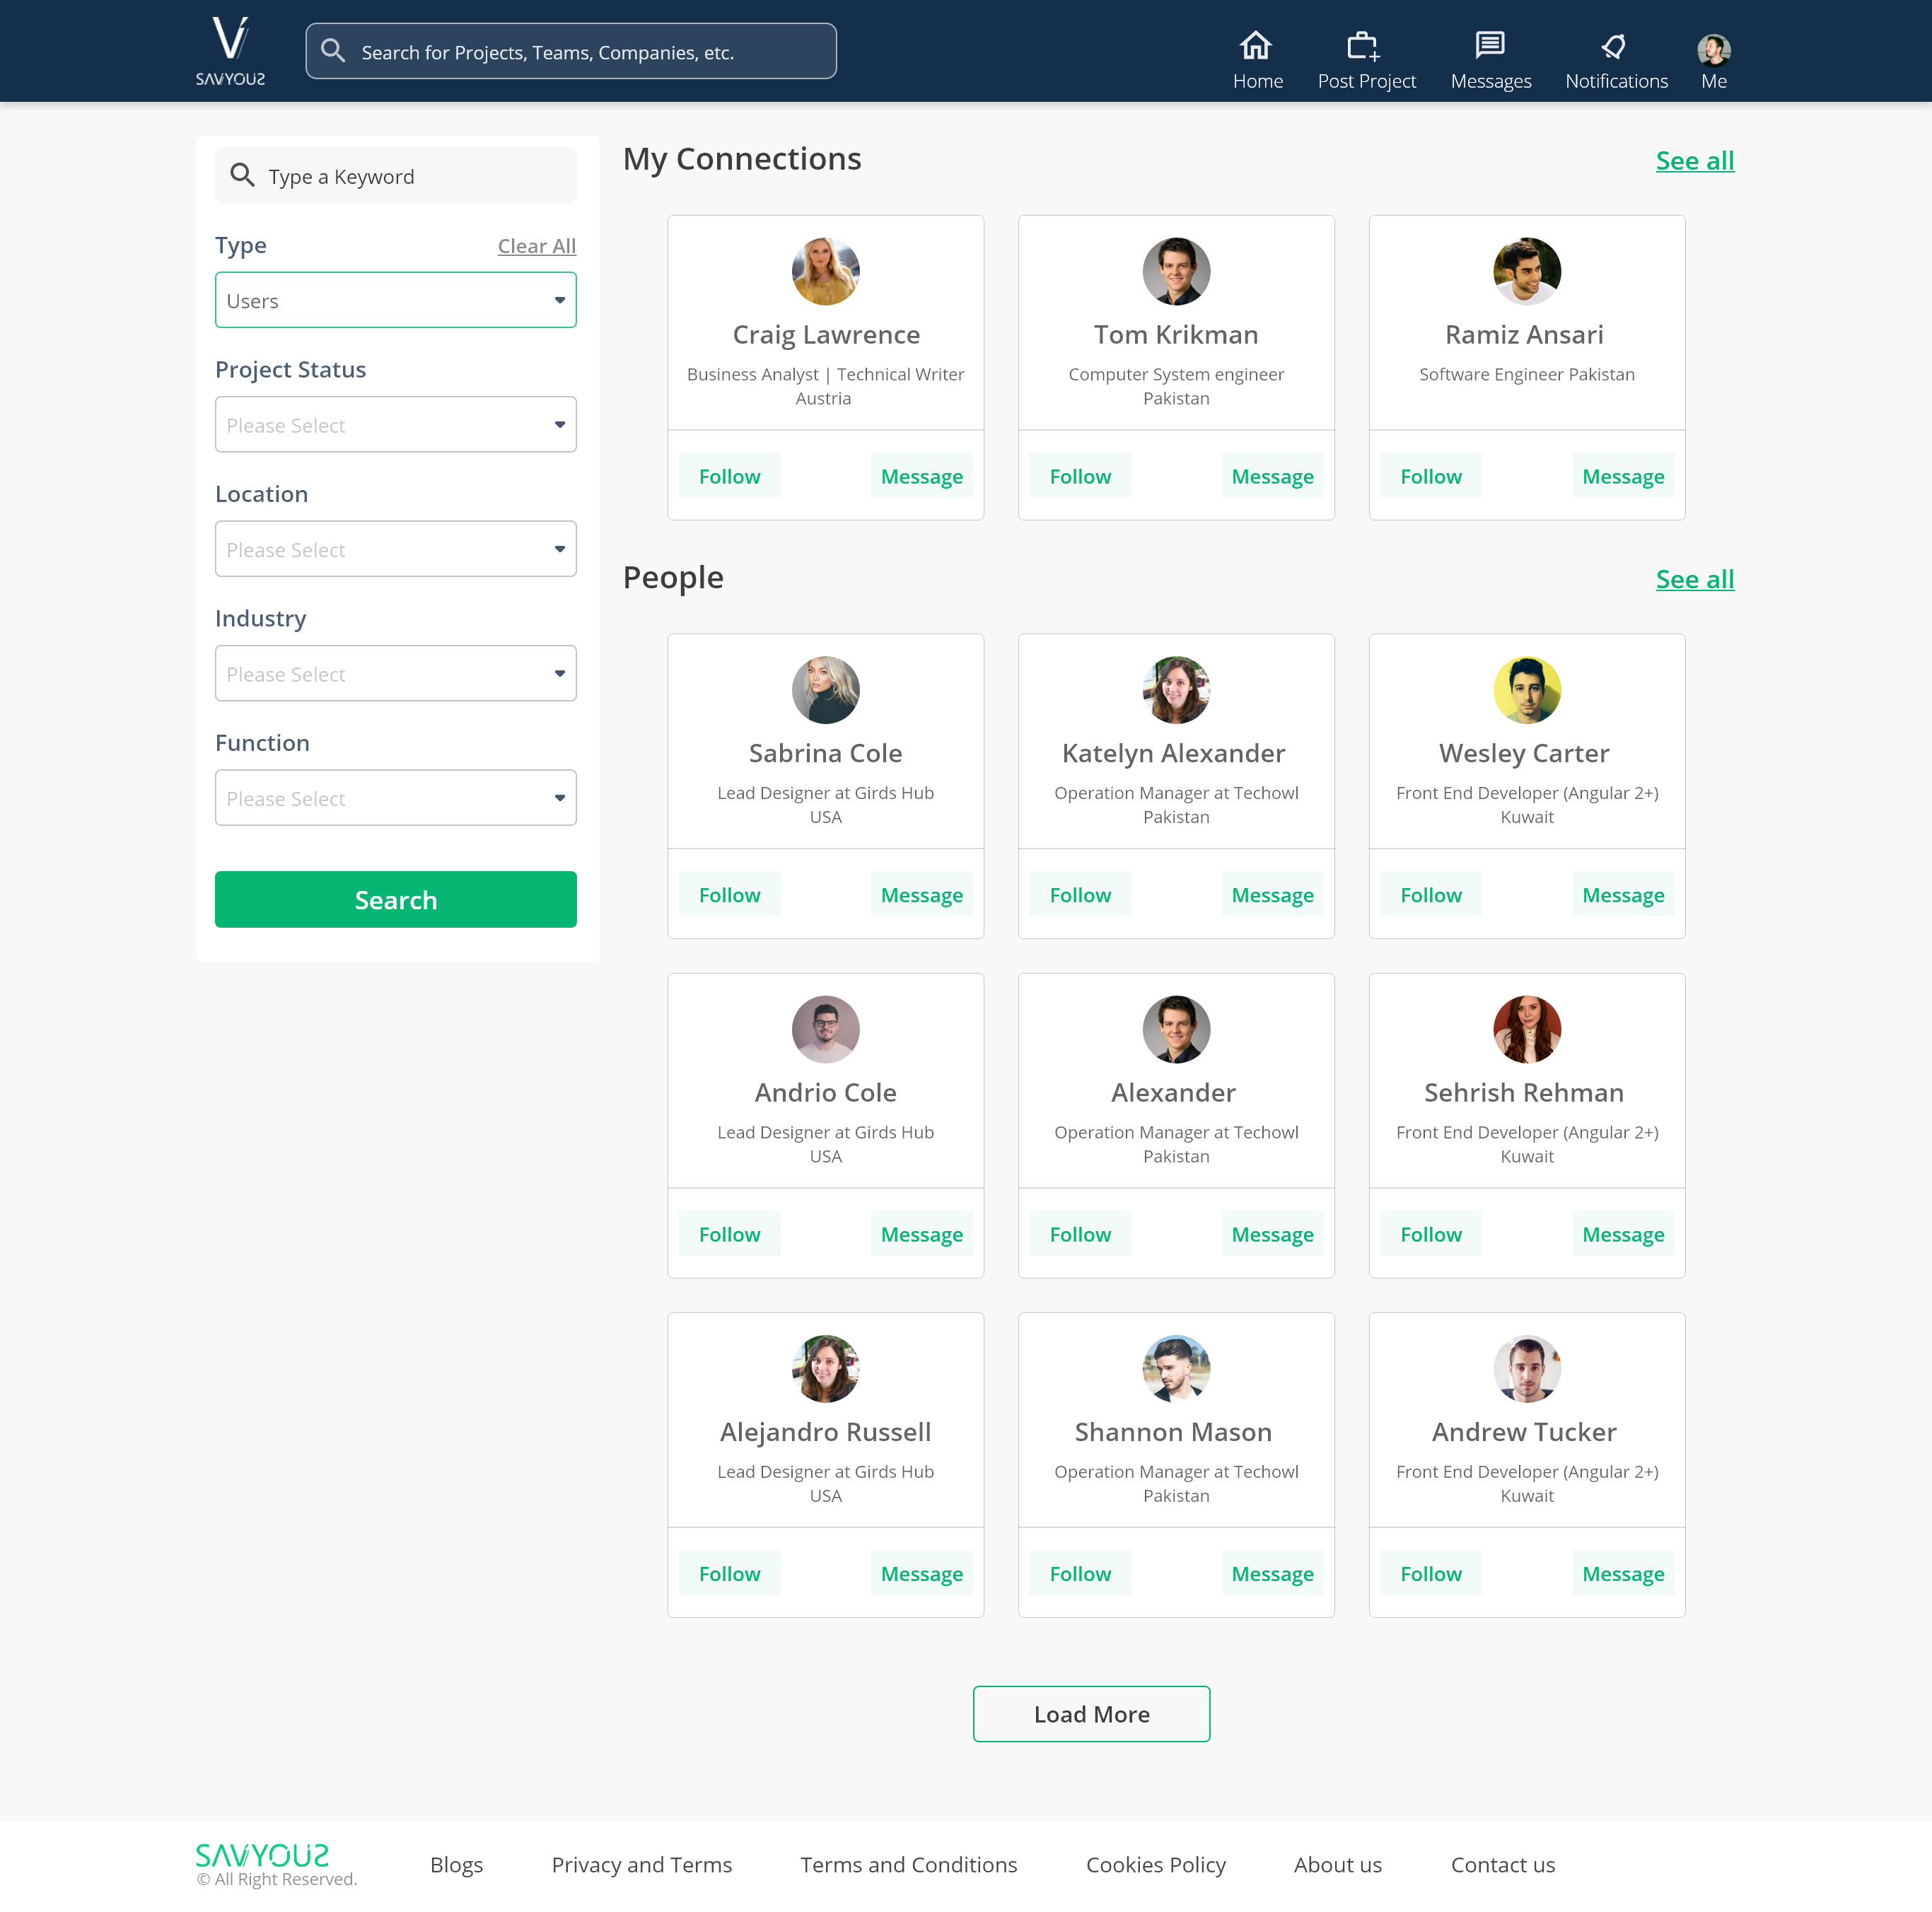 SAVYOUS
Search for Projects, Teams, Companies, etc.
Home
Post Project
Messages
Notifications
Me
Type a Keyword
Type
Clear All
Users
Project Status
Please Select
Location
Please Select
Industry
Please Select
Function
Please Select
Search
My Connections
See all
Craig Lawrence
Business Analyst | Technical Writer
Austria
Follow
Message
Tom Krikman
Computer System engineer
Pakistan
Follow
Message
Ramiz Ansari
Software Engineer Pakistan
Follow
Message
People
See all
Sabrina Cole
Lead Designer at Girds Hub
USA
Follow
Message
Katelyn Alexander
Operation Manager at Techowl
Pakistan
Follow
Message
Wesley Carter
Front End Developer (Angular 2+)
Kuwait
Follow
Message
Andrio Cole
Lead Designer at Girds Hub
USA
Follow
Message
Alexander
Operation Manager at Techowl
Pakistan
Follow
Message
Sehrish Rehman
Front End Developer (Angular 2+)
Kuwait
Follow
Message
Alejandro Russell
Lead Designer at Girds Hub
USA
Follow
Message
Shannon Mason
Operation Manager at Techowl
Pakistan
Follow
Message
Andrew Tucker
Front End Developer (Angular 2+)
Kuwait
Follow
Message
Load More
SAVYOUS
© All Right Reserved.
Blogs
Privacy and Terms
Terms and Conditions
Cookies Policy
About us
Contact us